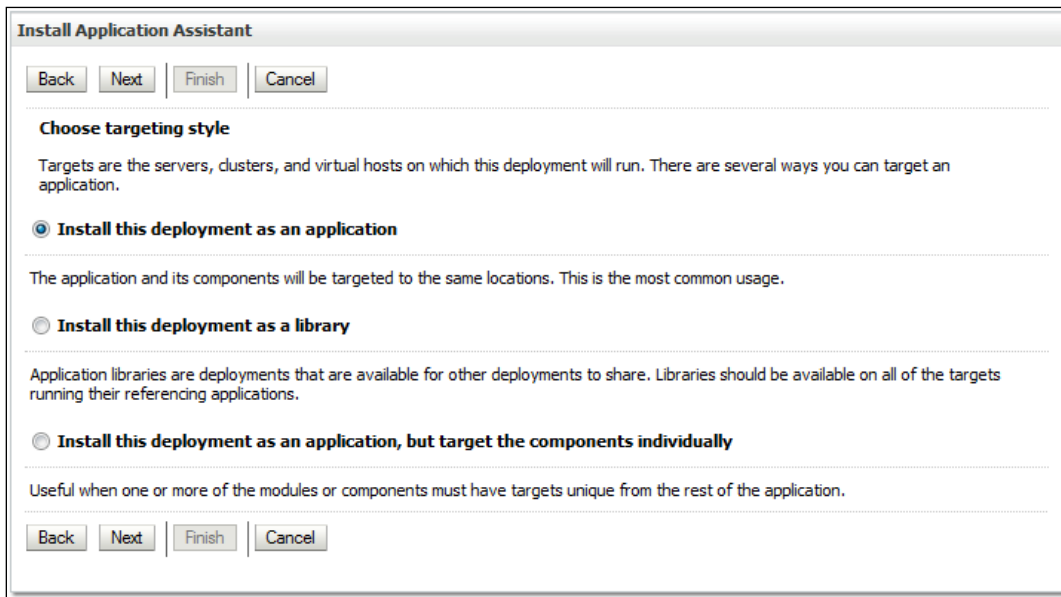 Install Application Assistant
Back Next Finish Cancel
Choose targeting style
Targets are the servers, clusters, and virtual hosts on which this deployment will run. There are several ways you can target an
application.
Install this deployment as an application
The application and its components will be targeted to the same locations. This is the most common usage.
Install this deployment as a library
Application libraries are deployments that are available for other deployments to share. Libraries should be available on all of the targets
running their referencing applications.
Install this deployment as an application, but target the components individually
Useful when one or more of the modules or components must have targets unique from the rest of the application.
Back Next Finish Cancel